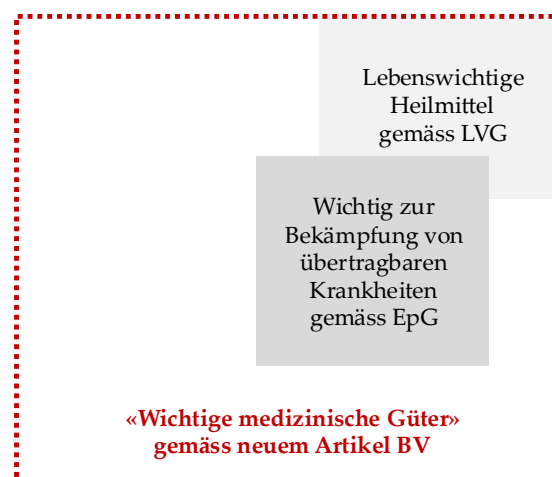 Lebenswichtige
Heilmittel
gemäss LVG
Wichtig zur
Bekämpfung von
übertragbaren
Krankheiten
gemäss EpG
«Wichtige medizinische Güter»
gemäss neuem Artikel BV